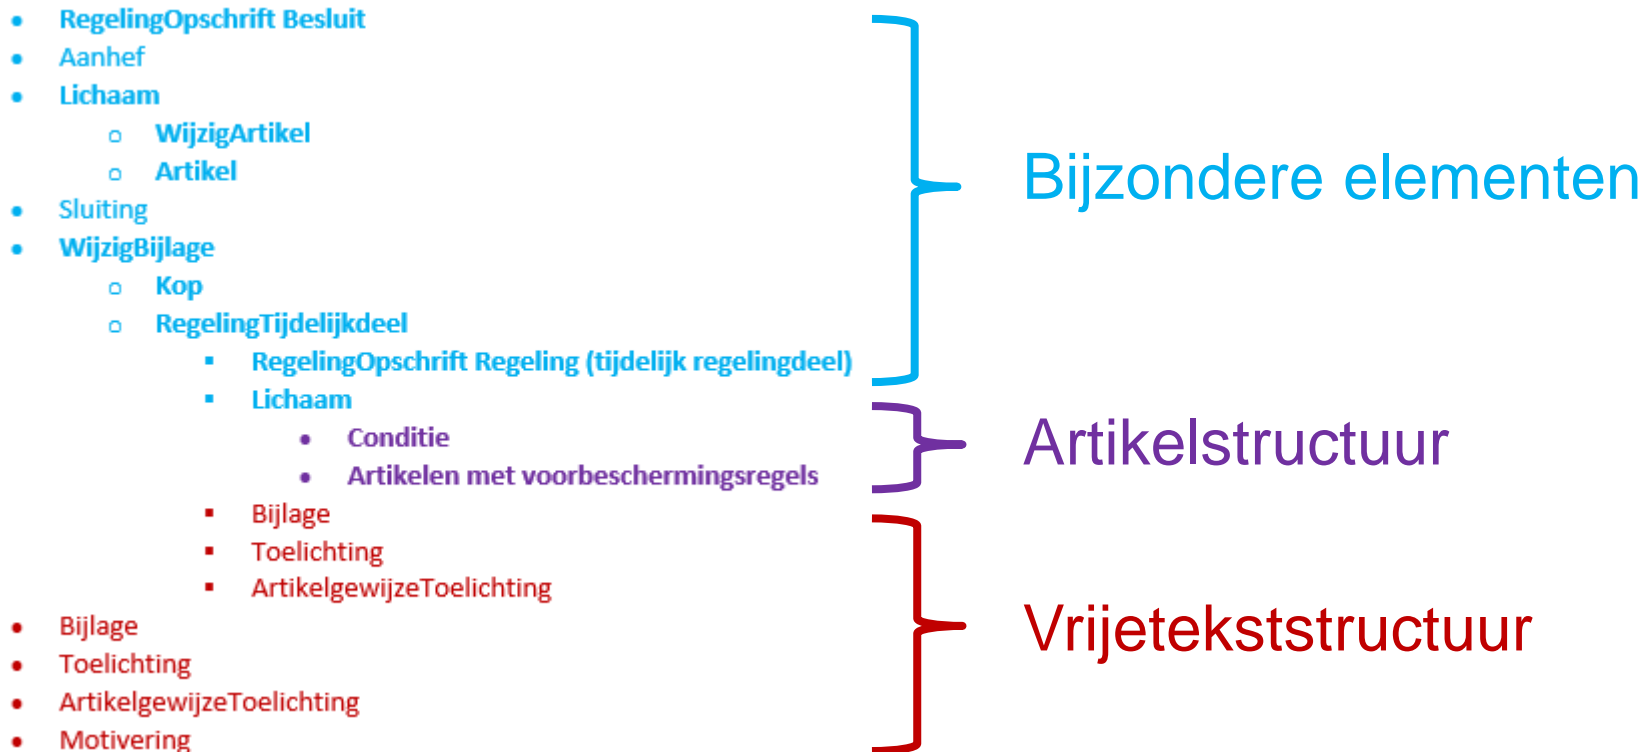 RegelingOpschrift Besluit
Aanhef
Lichaam
WijzigArtikel
Artikel
Sluiting
WijzigBijlage
Kop
RegelingTijdelijkdeel
RegelingOpschrift Regeling (tijdelijk regelingdeel)
Lichaam
Conditie
Artikelen met voorbeschermingsregels
Bijlage
Toelichting
ArtikelgewijzeToelichting
Bijlage
Toelichting
ArtikelgewijzeToelichting
Motivering
Bijzondere elementen
Artikelstructuur
Vrijetekststructuur